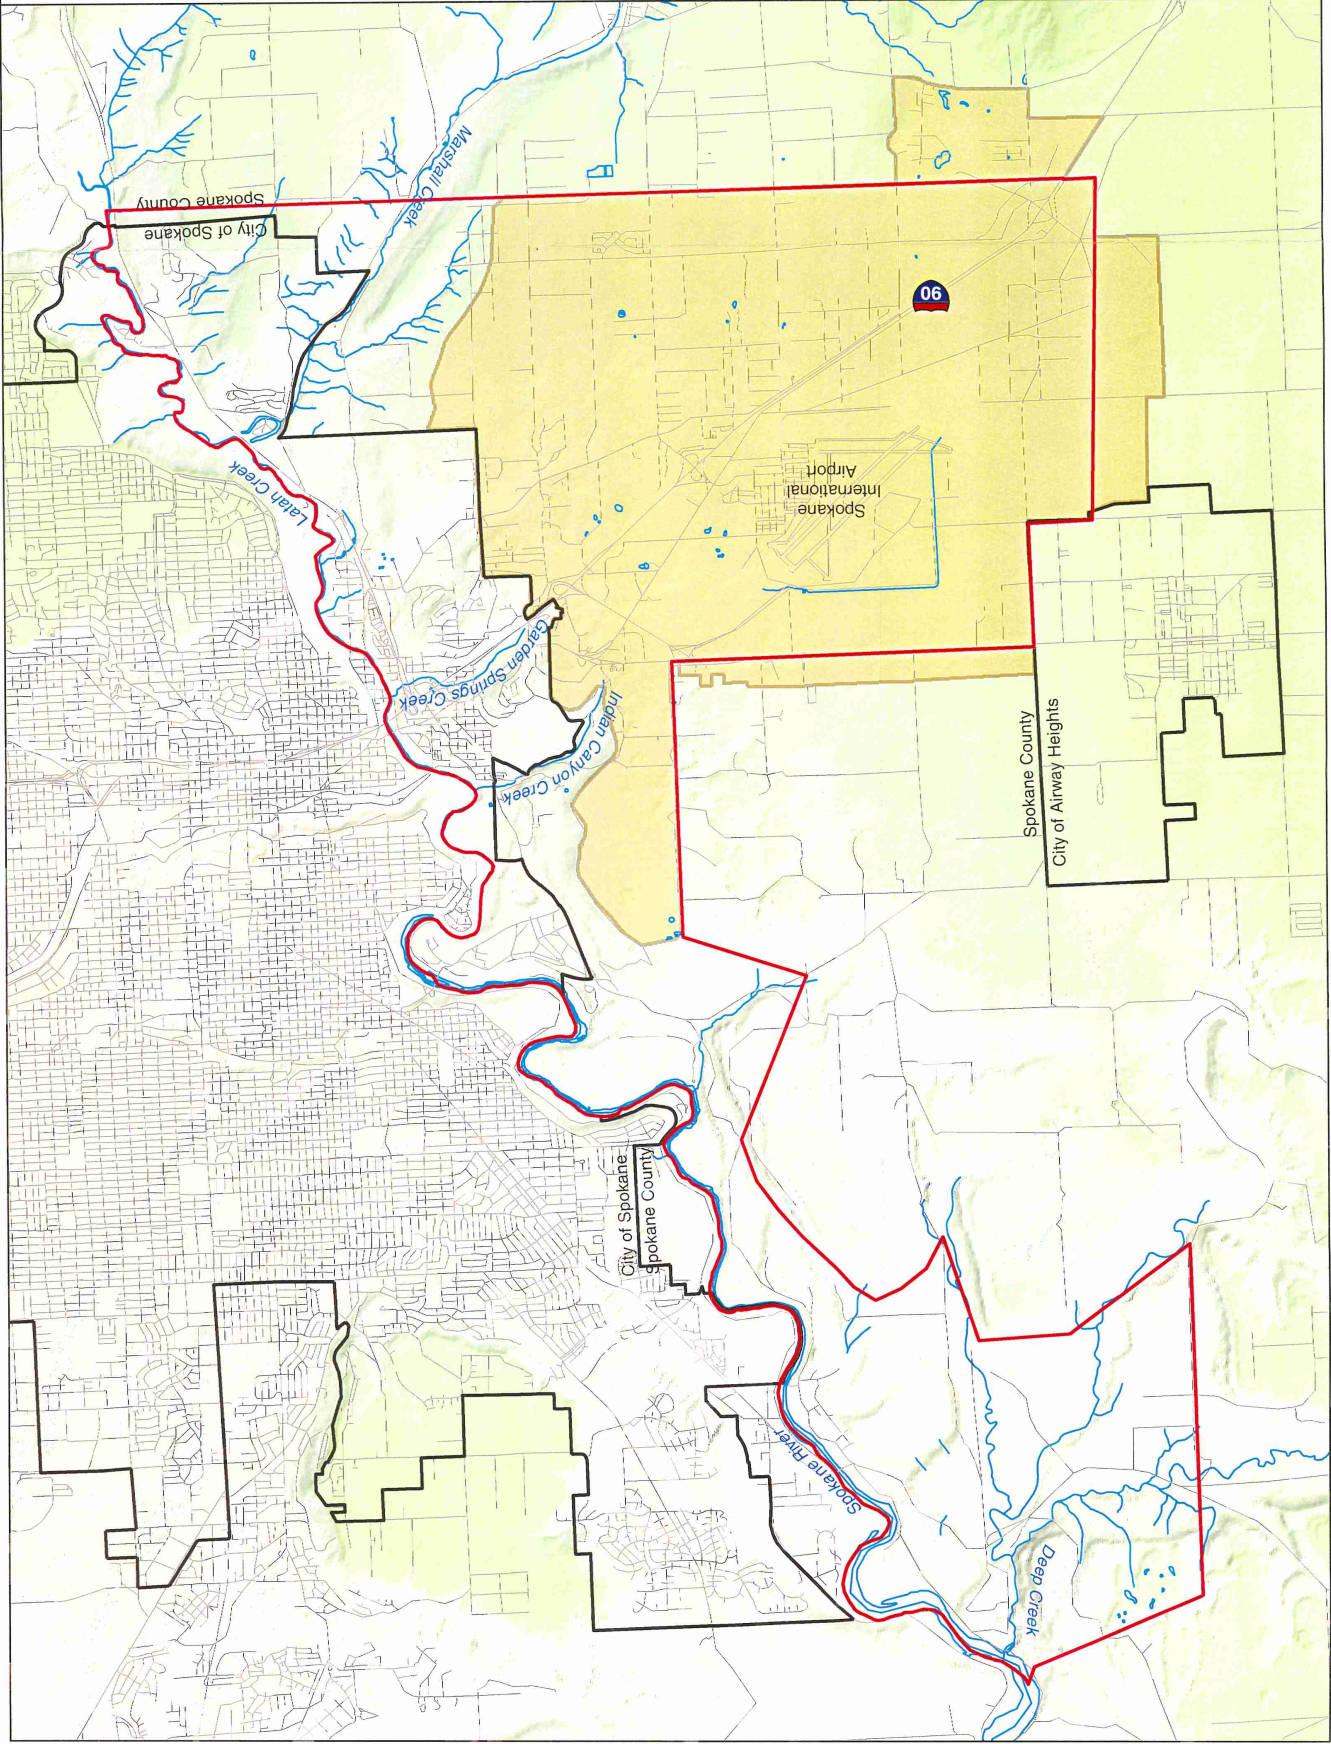 City of Spokane
Spokane County
Marshall Creek
Latah Creek
90
Spokane
International
Airport
Garden Springs Creek
Indian Canyon Creek
Spokane County
City of Airway Heights
City of Spokane
Spokane County
Spokane River
Deep Creek